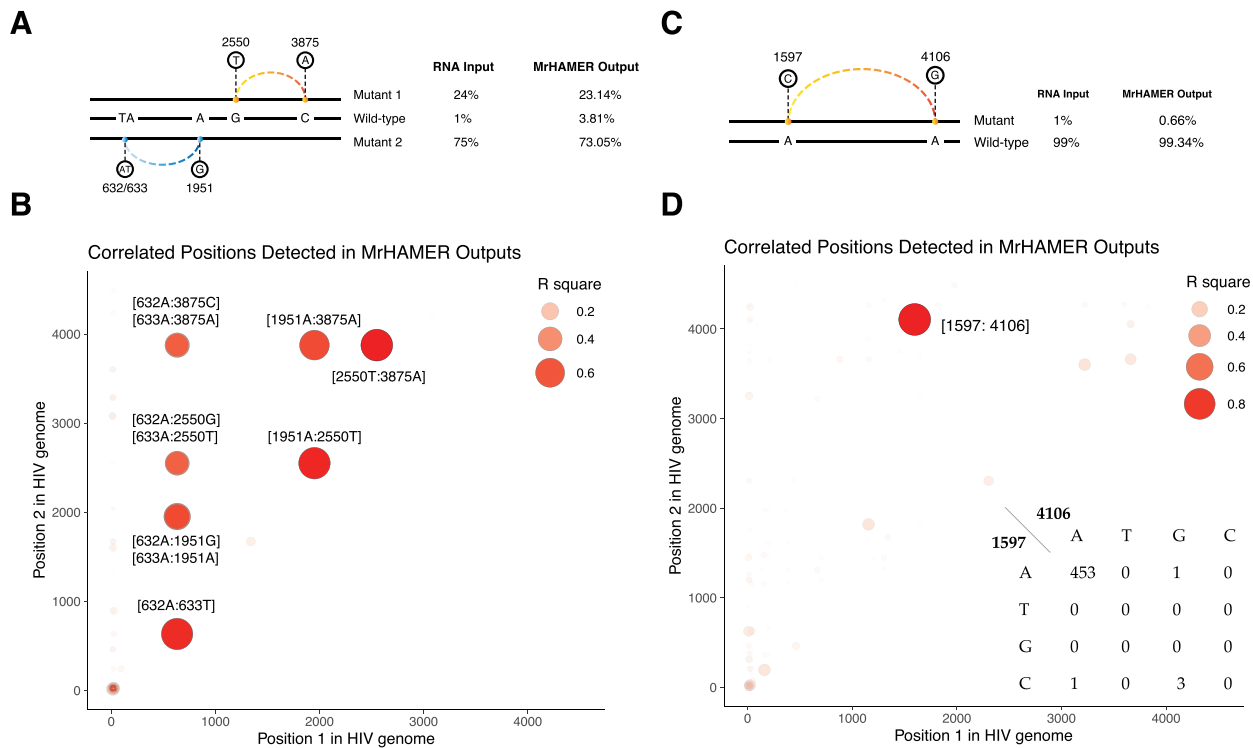 A
2550 3875
T A
RNA Input MrHAMER Output
Mutant 1 24% 23.14%
TA A G C Wild-type 1% 3.81%
Mutant 2 75% 73.05%
AT G
632/633 1951
B
Correlated Positions Detected in MrHAMER Outputs
R square
0.2
0.4
0.6
[632A:3875C]
[633A:3875A]
[1951A:3875A]
[2550T:3875A]
[632A:2550G]
[633A:2550T]
[1951A:2550T]
[632A:1951G]
[633A:1951A]
[632A:633T]
Position 2 in HIV genome
4000
3000
2000
1000
0
0 1000 2000 3000 4000
Position 1 in HIV genome
C
1597 4106
C G
RNA Input MrHAMER Output
Mutant 1% 0.66%
A A Wild-type 99% 99.34%
D
Correlated Positions Detected in MrHAMER Outputs
R square
0.2
0.4
0.6
0.8
[1597: 4106]
4106
1597
A T G C
A 453 0 1 0
T 0 0 0 0
G 0 0 0 0
C 1 0 3 0
Position 2 in HIV genome
4000
3000
2000
1000
0
0 1000 2000 3000 4000
Position 1 in HIV genome